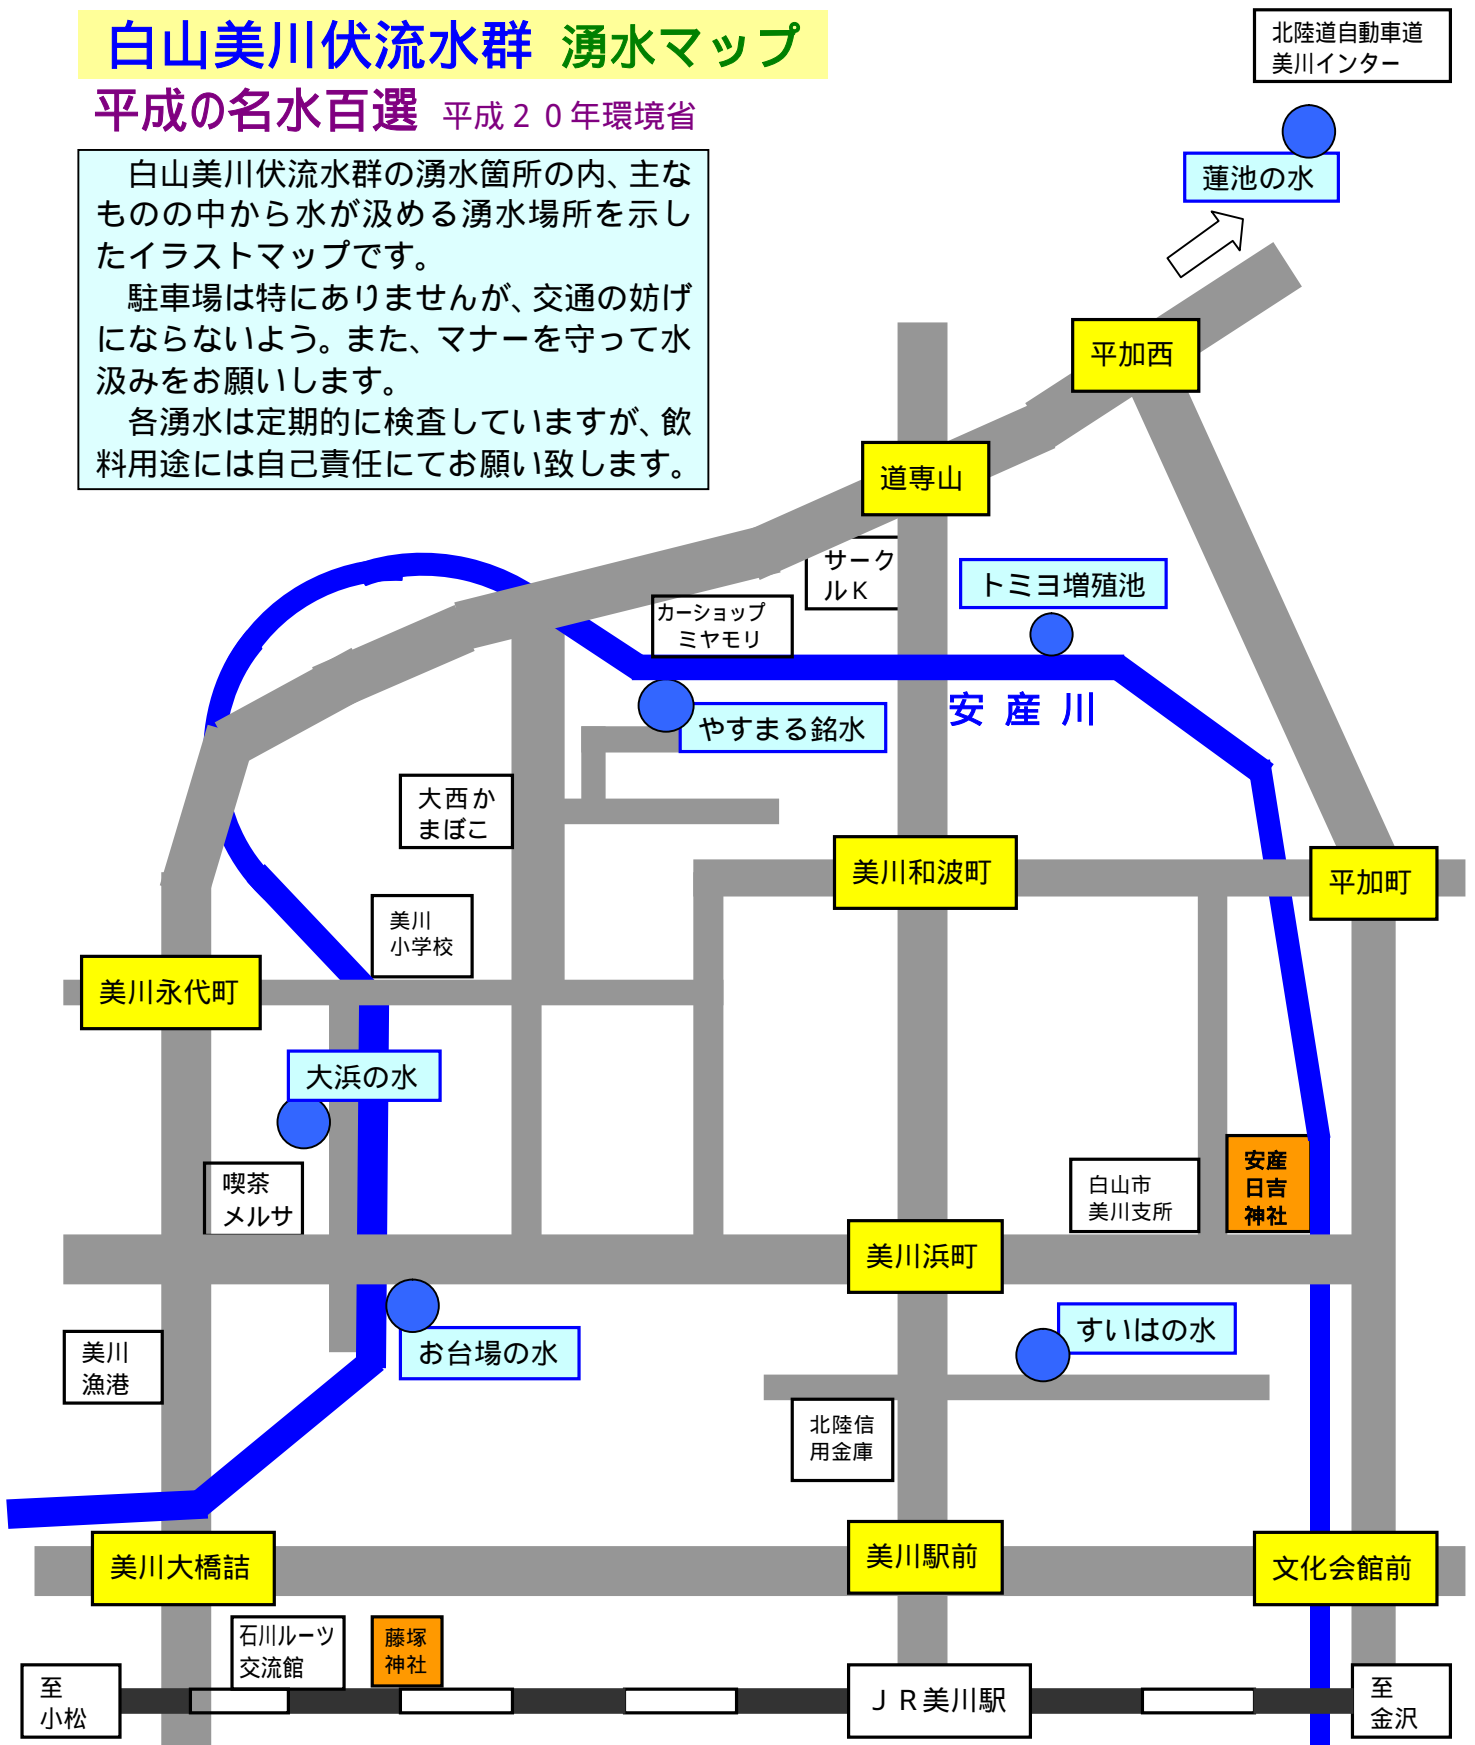 白山美川伏流水群 湧水マップ
平成の名水百選 平成２０年環境省
白山美川伏流水群の湧水箇所の内、主な
ものの中から水が汲める湧水場所を示し
たイラストマップです。
駐車場は特にありませんが、交通の妨げ
にならないよう。また、マナーを守って水
汲みをお願いします。
各湧水は定期的に検査していますが、飲
料用途には自己責任にてお願い致します。
北陸道自動車道
美川インター
蓮池の水
平加西
道専山
サーク
ルＫ
トミヨ増殖池
カーショップ
ミヤモリ
安産川
やすまる銘水
大西か
まぼこ
美川和波町
平加町
美川
小学校
美川永代町
大浜の水
喫茶
メルサ
白山市
美川支所
安産
日吉
神社
美川浜町
お台場の水
すいはの水
美川
漁港
北陸信
用金庫
美川大橋詰
美川駅前
文化会館前
石川ルーツ
交流館
藤塚
神社
至
小松
ＪＲ美川駅
至
金沢